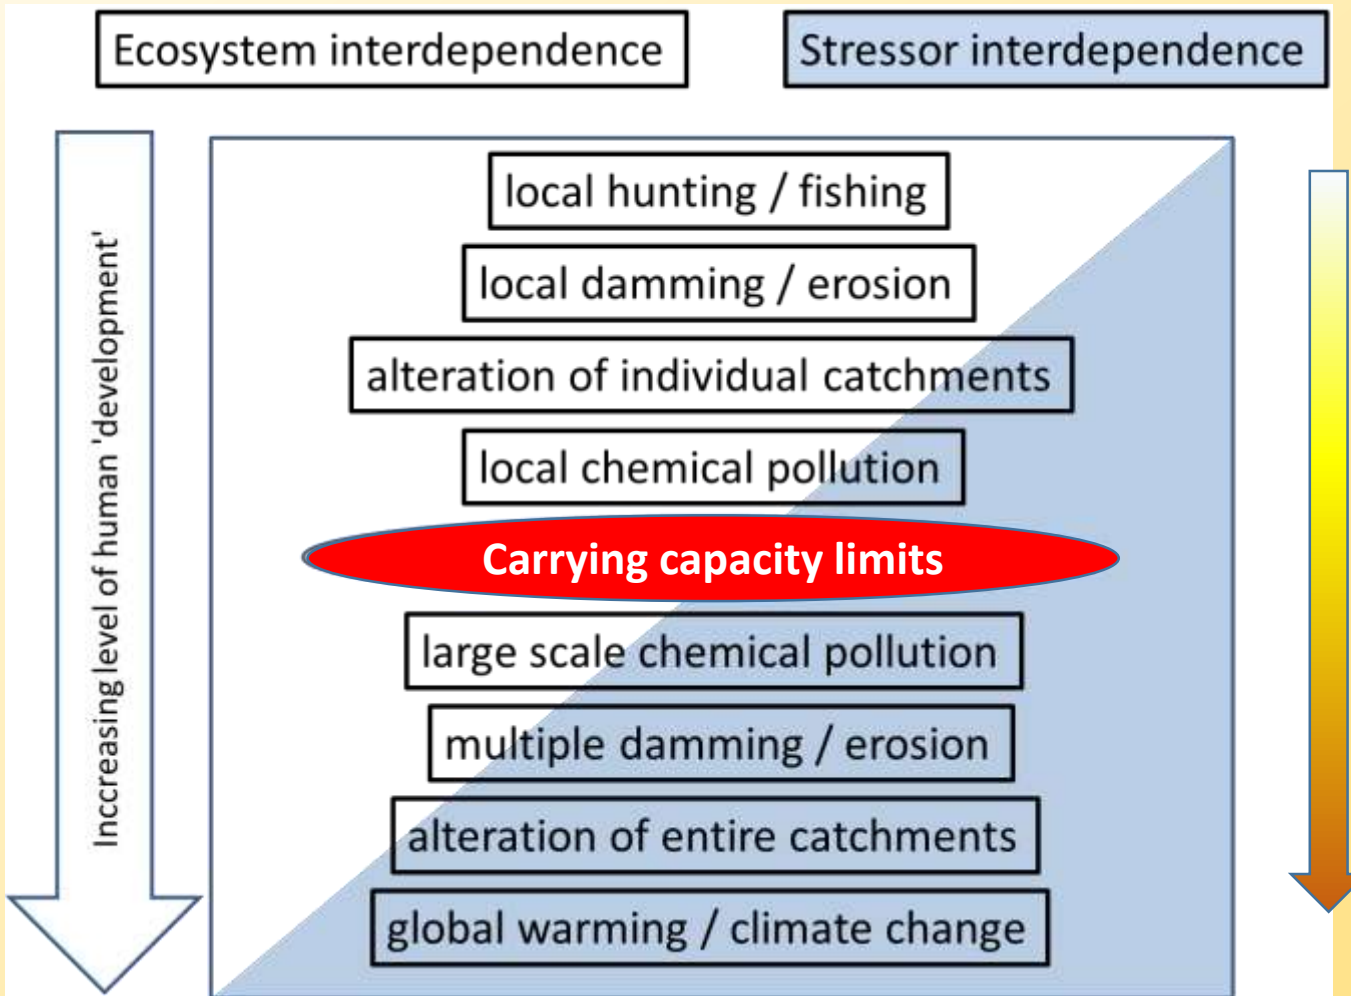 Ecosystem interdependence
Stressor interdependence
Inccreasing level of human 'development'
local hunting / fishing
local damming / erosion
alteration of individual catchments
local chemical pollution
Carrying capacity limits
large scale chemical pollution
multiple damming / erosion
alteration of entire catchments
global warming / climate change